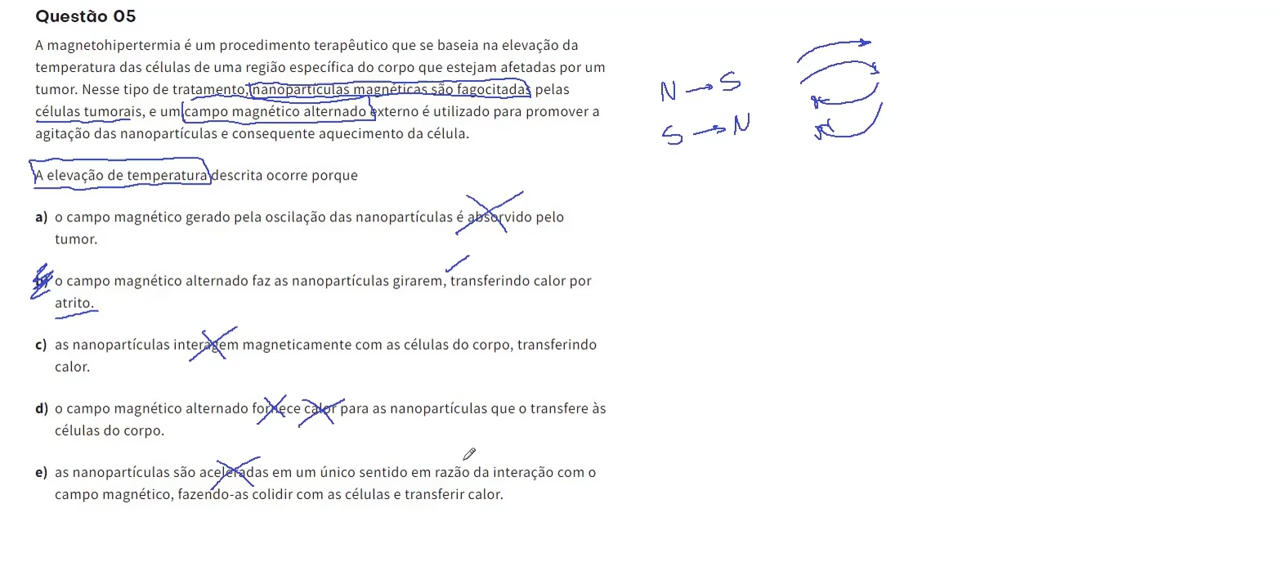 Questão 05
A magnetohipertermia é um procedimento terapêutico que se baseia na elevação da
temperatura das células de uma região específica do corpo que estejam afetadas por um
tumor. Nesse tipo de tratamento, nanopartículas magnéticas são fagocitadas pelas
células tumorais, e um campo magnético alternado externo é utilizado para promover a
agitação das nanopartículas e consequente aquecimento da célula.
A elevação de temperatura descrita ocorre porque
a) o campo magnético gerado pela oscilação das nanopartículas é absorvido pelo
tumor.
b) o campo magnético alternado faz as nanopartículas girarem, transferindo calor por
atrito.
c) as nanopartículas interagem magneticamente com as células do corpo, transferindo
calor.
d) o campo magnético alternado fornece calor para as nanopartículas que o transfere às
células do corpo.
e) as nanopartículas são aceleradas em um único sentido em razão da interação com o
campo magnético, fazendo-as colidir com as células e transferir calor.
N → S
S → N